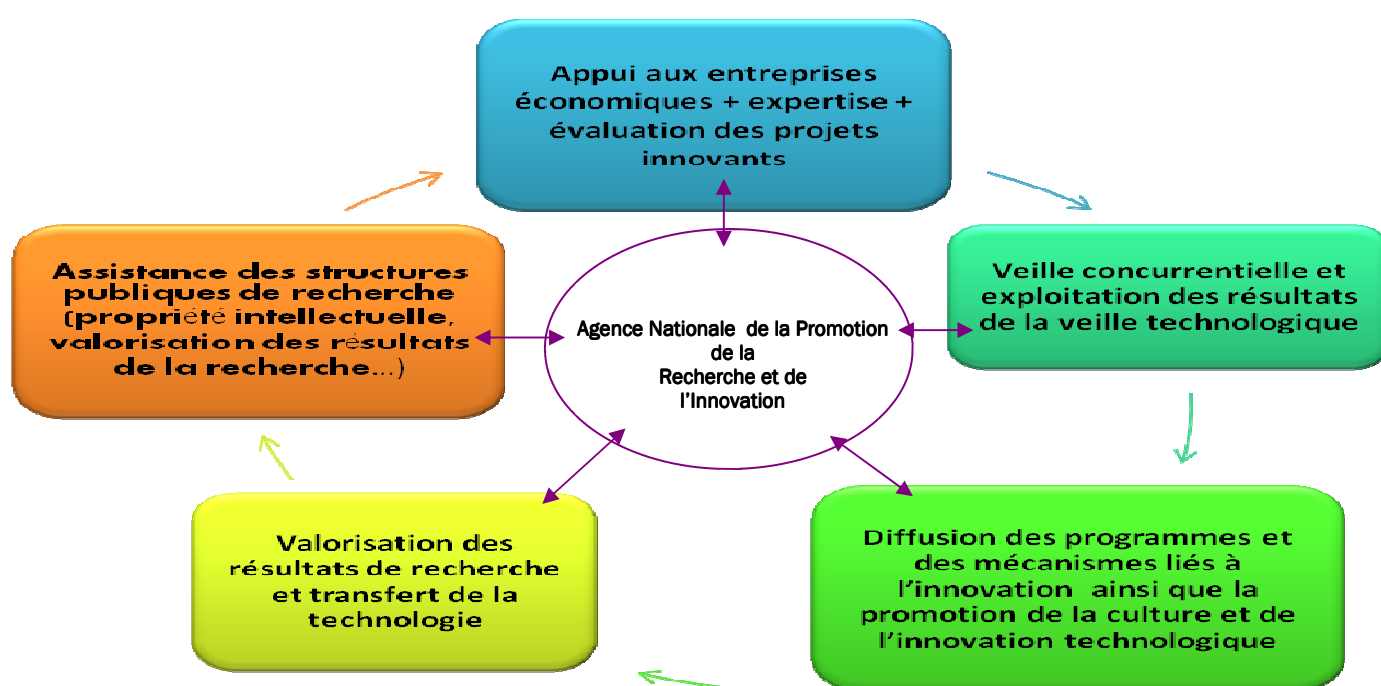 Appui aux entreprises
économiques + expertise +
évaluation des projets
innovants
Assistance des structures
publiques de recherche
(propriété intellectuelle,
valorisation des résultats
de la recherche...)
Agence Nationale de la Promotion
de la
Recherche et de
l'Innovation
Veille concurrentielle et
exploitation des résultats
de la veille technologique
Valorisation des
résultats de recherche
et transfert de la
technologie
Diffusion des programmes et
des mécanismes liés à
l'innovation ainsi que la
promotion de la culture et de
l'innovation technologique